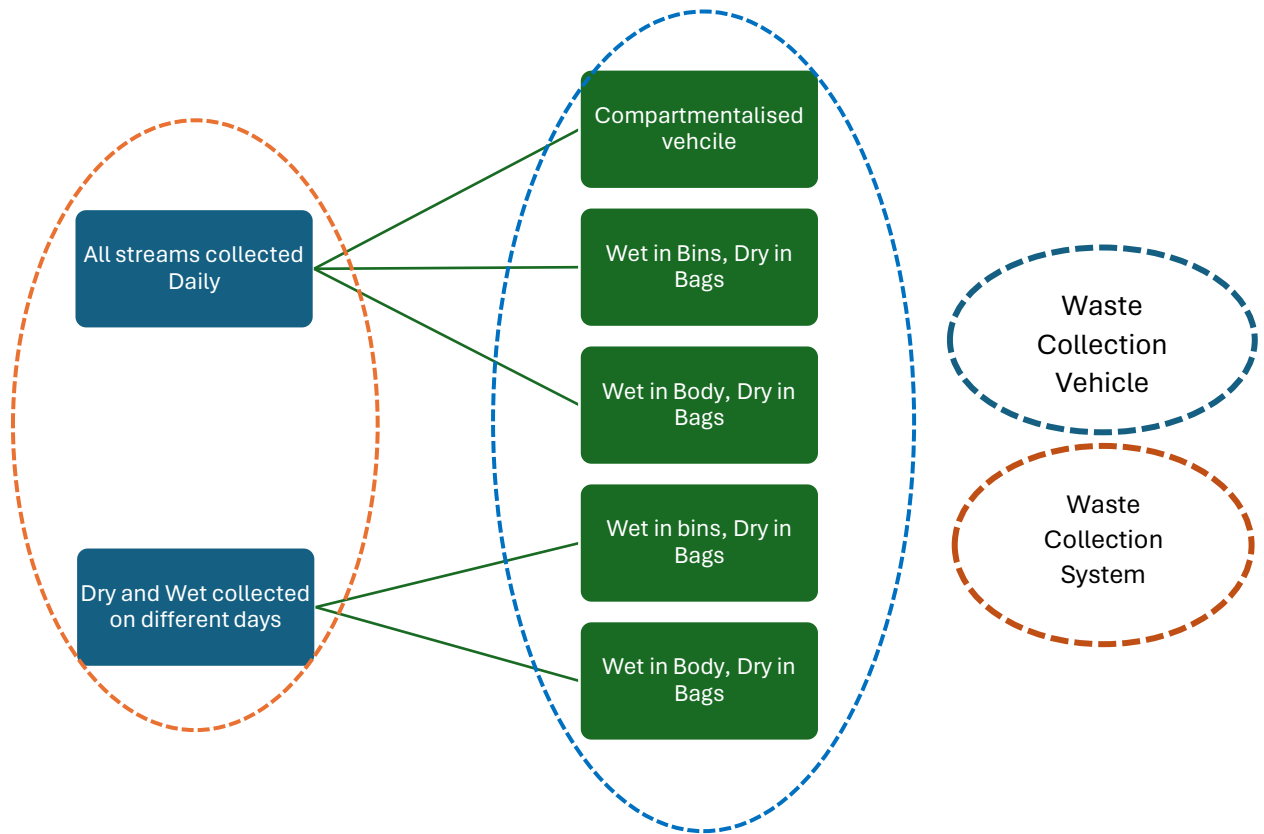 All streams collected
Daily
Dry and Wet collected
on different days
Compartmentalised
vehcile
Wet in Bins, Dry in
Bags
Wet in Body, Dry in
Bags
Wet in bins, Dry in
Bags
Wet in Body, Dry in
Bags
Waste
Collection
Vehicle
Waste
Collection
System